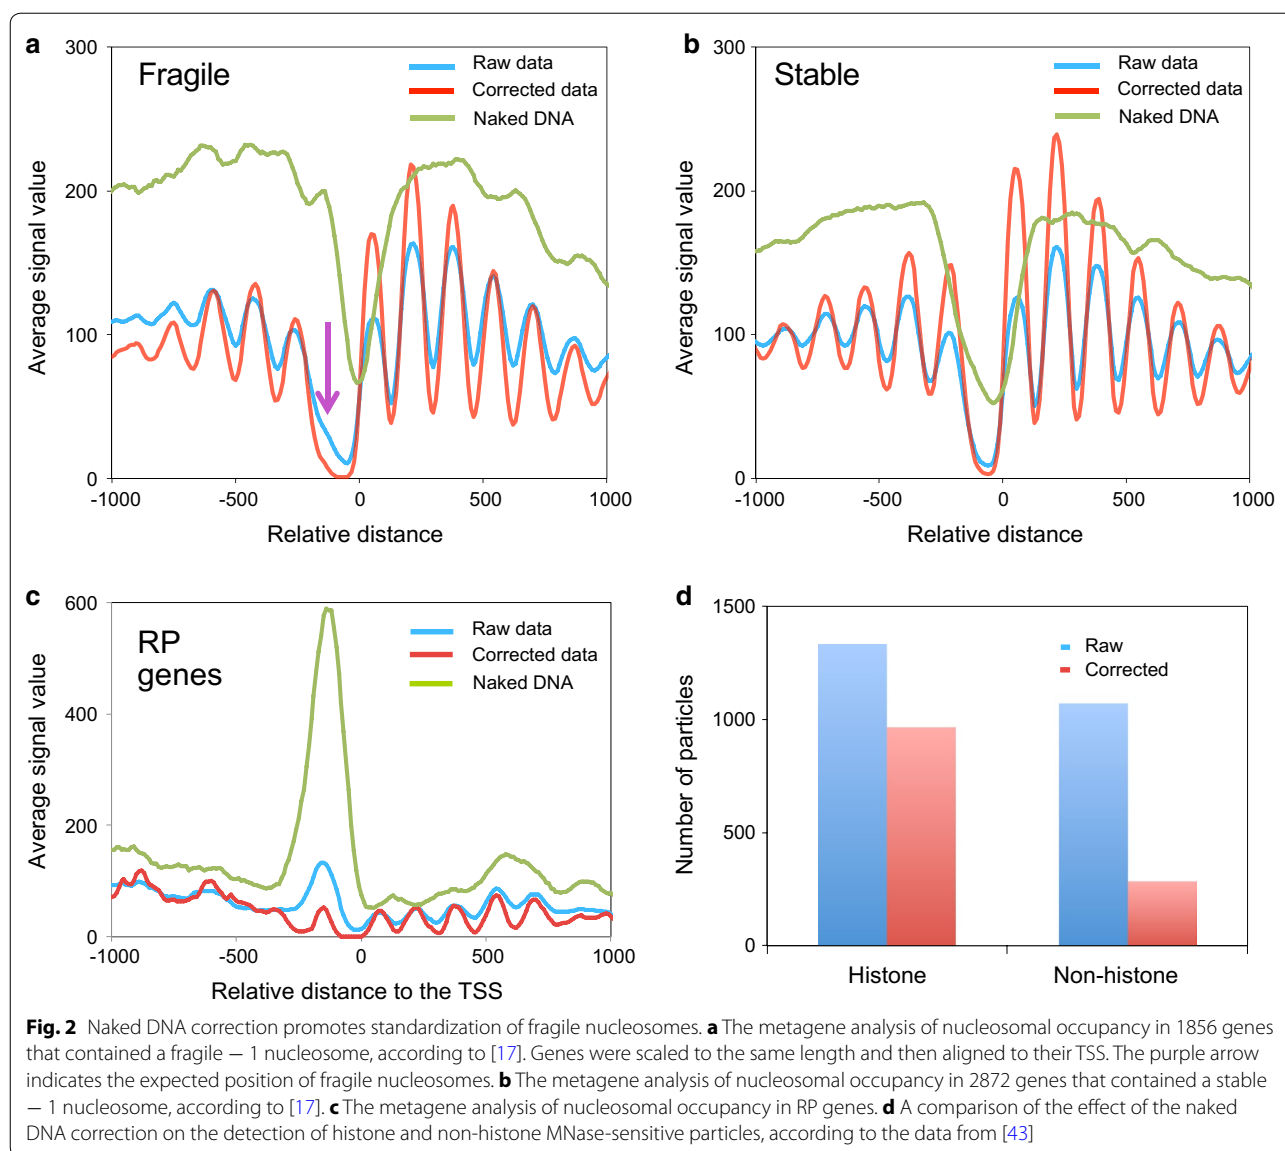 a
300
200
100
0
Average signal value
Fragile
Raw data
Corrected data
Naked DNA
-1000
-500
0
500
1000
Relative distance
b
300
200
100
0
Average signal value
Stable
Raw data
Corrected data
Naked DNA
-1000
-500
0
500
1000
Relative distance
c
600
400
200
0
Average signal value
RP
genes
Raw data
Corrected data
Naked DNA
-1000
-500
0
500
1000
Relative distance to the TSS
d
1500
1000
500
0
Number of particles
Raw
Corrected
Histone
Non-histone
Fig. 2 Naked DNA correction promotes standardization of fragile nucleosomes. a The metagene analysis of nucleosomal occupancy in 1856 genes
that contained a fragile − 1 nucleosome, according to [17]. Genes were scaled to the same length and then aligned to their TSS. The purple arrow
indicates the expected position of fragile nucleosomes. b The metagene analysis of nucleosomal occupancy in 2872 genes that contained a stable
− 1 nucleosome, according to [17]. c The metagene analysis of nucleosomal occupancy in RP genes. d A comparison of the effect of the naked
DNA correction on the detection of histone and non-histone MNase-sensitive particles, according to the data from [43]